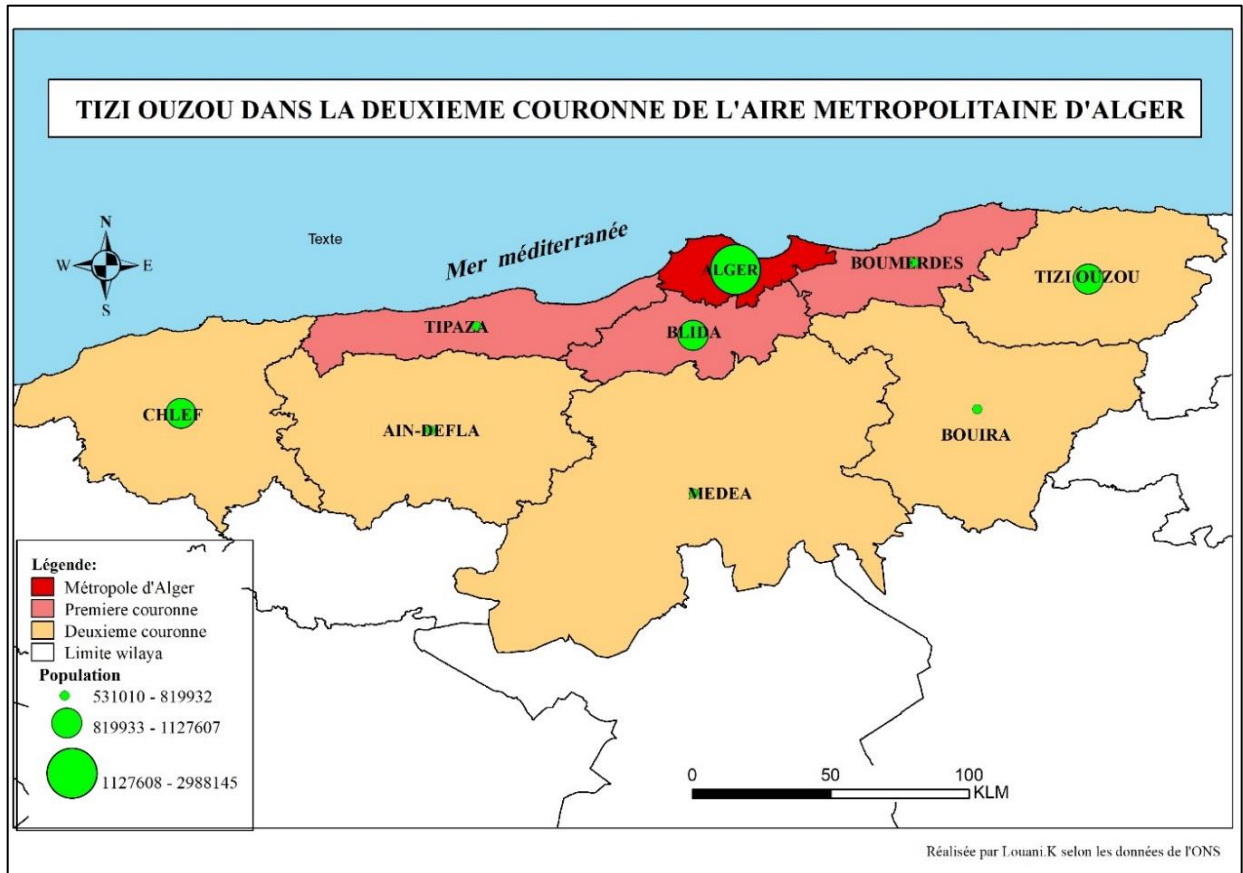 TIZI OUZOU DANS LA DEUXIEME COURONNE DE L'AIRE METROPOLITAINE D'ALGER
N
W E
S
Texte
Mer méditerranée
ALGER
BOUMERDES
TIZI OUZOU
TIPAZA
BLIDA
CHLEF
AIN-DEFLA
BOUIRA
MEDEA
Légende:
Métropole d'Alger
Premiere couronne
Deuxieme couronne
Limite wilaya
Population
531010 - 819932
819933 - 1127607
1127608 - 2988145
0 50 100
KLM
Réalisée par Louani.K selon les données de l'ONS